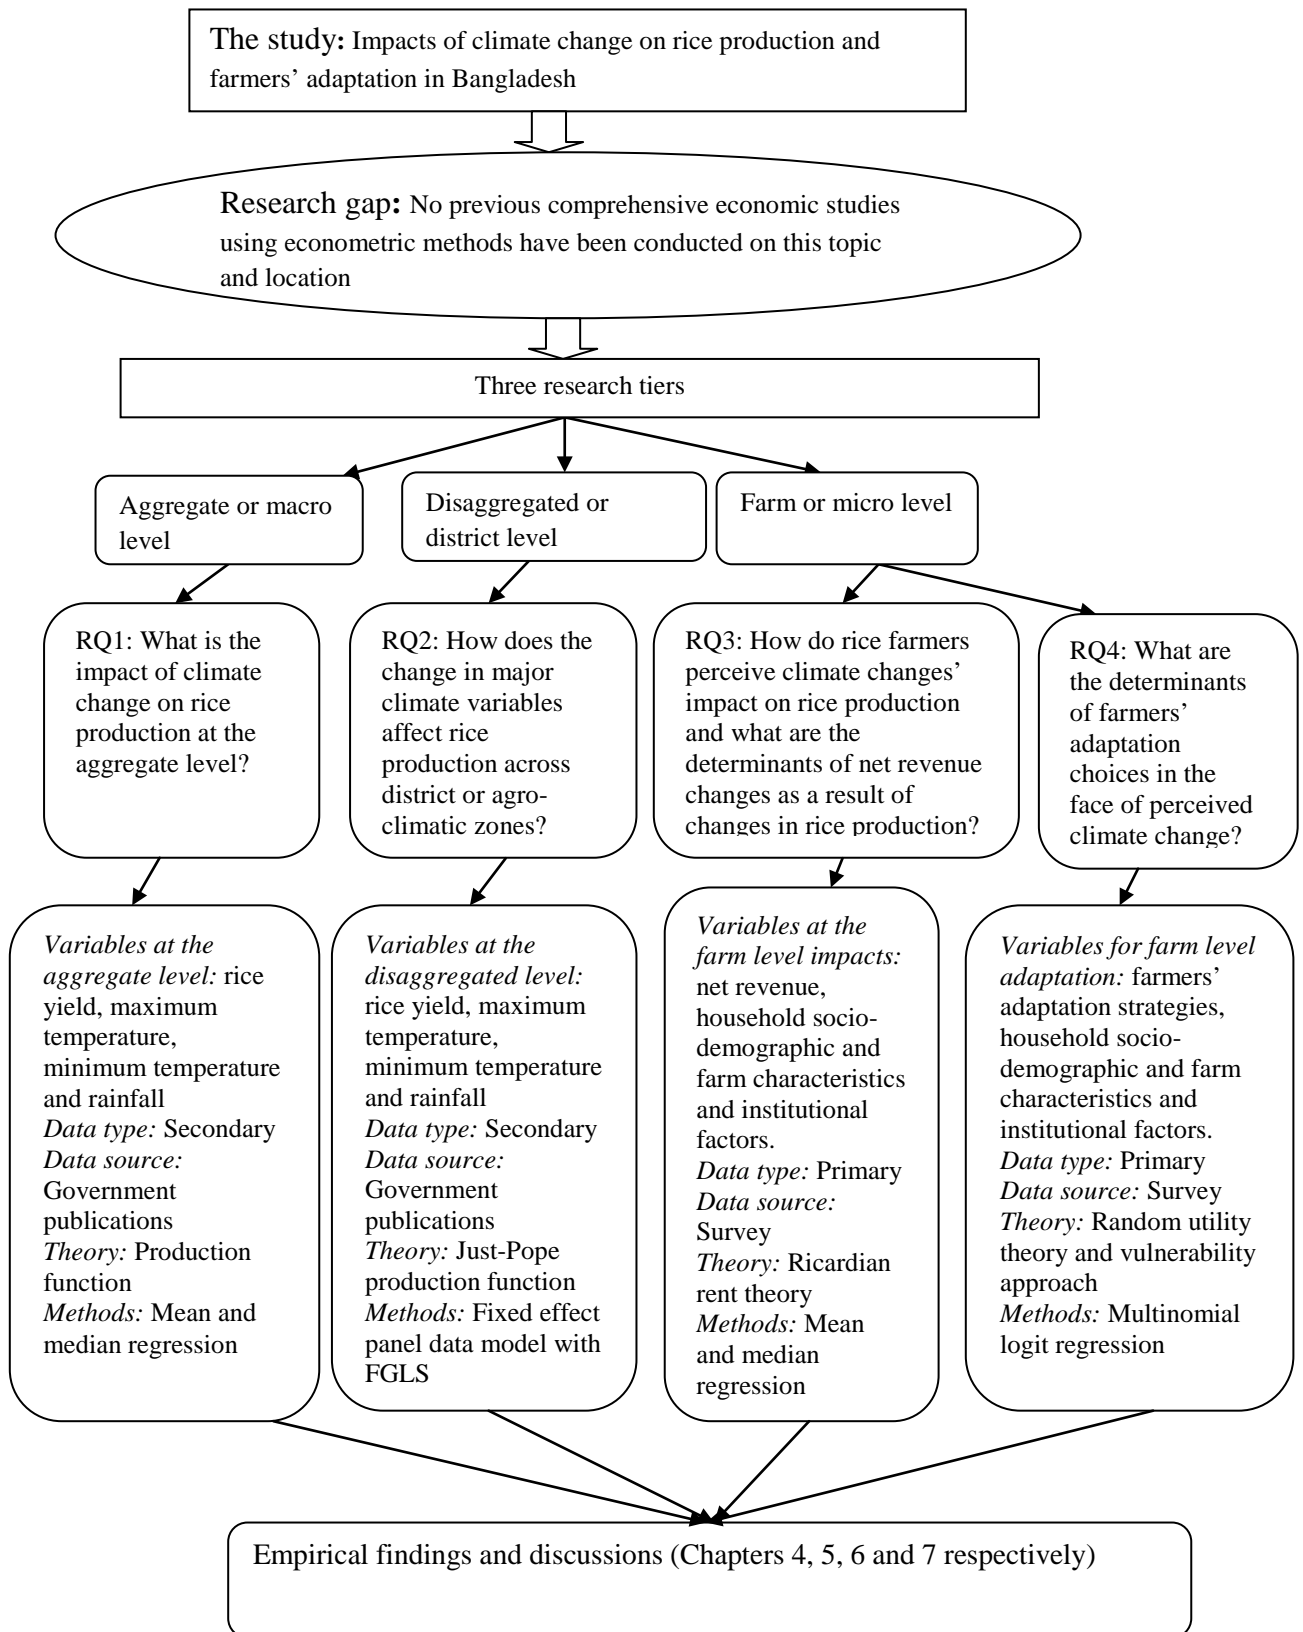 The study: Impacts of climate change on rice production and
farmers’ adaptation in Bangladesh
Research gap: No previous comprehensive economic studies
using econometric methods have been conducted on this topic
and location
Three research tiers
Aggregate or macro
level
Disaggregated or
district level
Farm or micro level
RQ1: What is the
impact of climate
change on rice
production at the
aggregate level?
RQ2: How does the
change in major
climate variables
affect rice
production across
district or agro-
climatic zones?
RQ3: How do rice farmers
perceive climate changes’
impact on rice production
and what are the
determinants of net revenue
changes as a result of
changes in rice production?
RQ4: What are
the determinants
of farmers’
adaptation
choices in the
face of perceived
climate change?
Variables at the
aggregate level: rice
yield, maximum
temperature,
minimum temperature
and rainfall
Data type: Secondary
Data source:
Government
publications
Theory: Production
function
Methods: Mean and
median regression
Variables at the
disaggregated level:
rice yield, maximum
temperature,
minimum temperature
and rainfall
Data type: Secondary
Data source:
Government
publications
Theory: Just-Pope
production function
Methods: Fixed effect
panel data model with
FGLS
Variables at the
farm level impacts:
net revenue,
household socio-
demographic and
farm characteristics
and institutional
factors.
Data type: Primary
Data source:
Survey
Theory: Ricardian
rent theory
Methods: Mean
and median
regression
Variables for farm level
adaptation: farmers’
adaptation strategies,
household socio-
demographic and farm
characteristics and
institutional factors.
Data type: Primary
Data source: Survey
Theory: Random utility
theory and vulnerability
approach
Methods: Multinomial
logit regression
Empirical findings and discussions (Chapters 4, 5, 6 and 7 respectively)